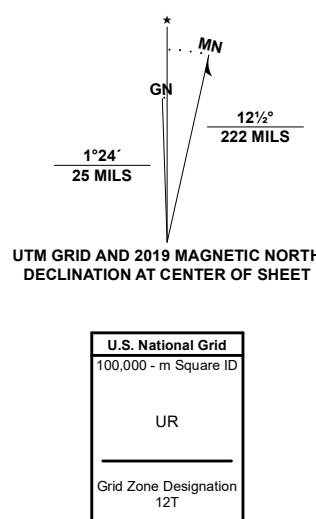 ★
MN
GN
12½°
222 MILS
1°24´
25 MILS
UTM GRID AND 2019 MAGNETIC NORTH
DECLINATION AT CENTER OF SHEET
U.S. National Grid
100,000 - m Square ID
UR
Grid Zone Designation
12T